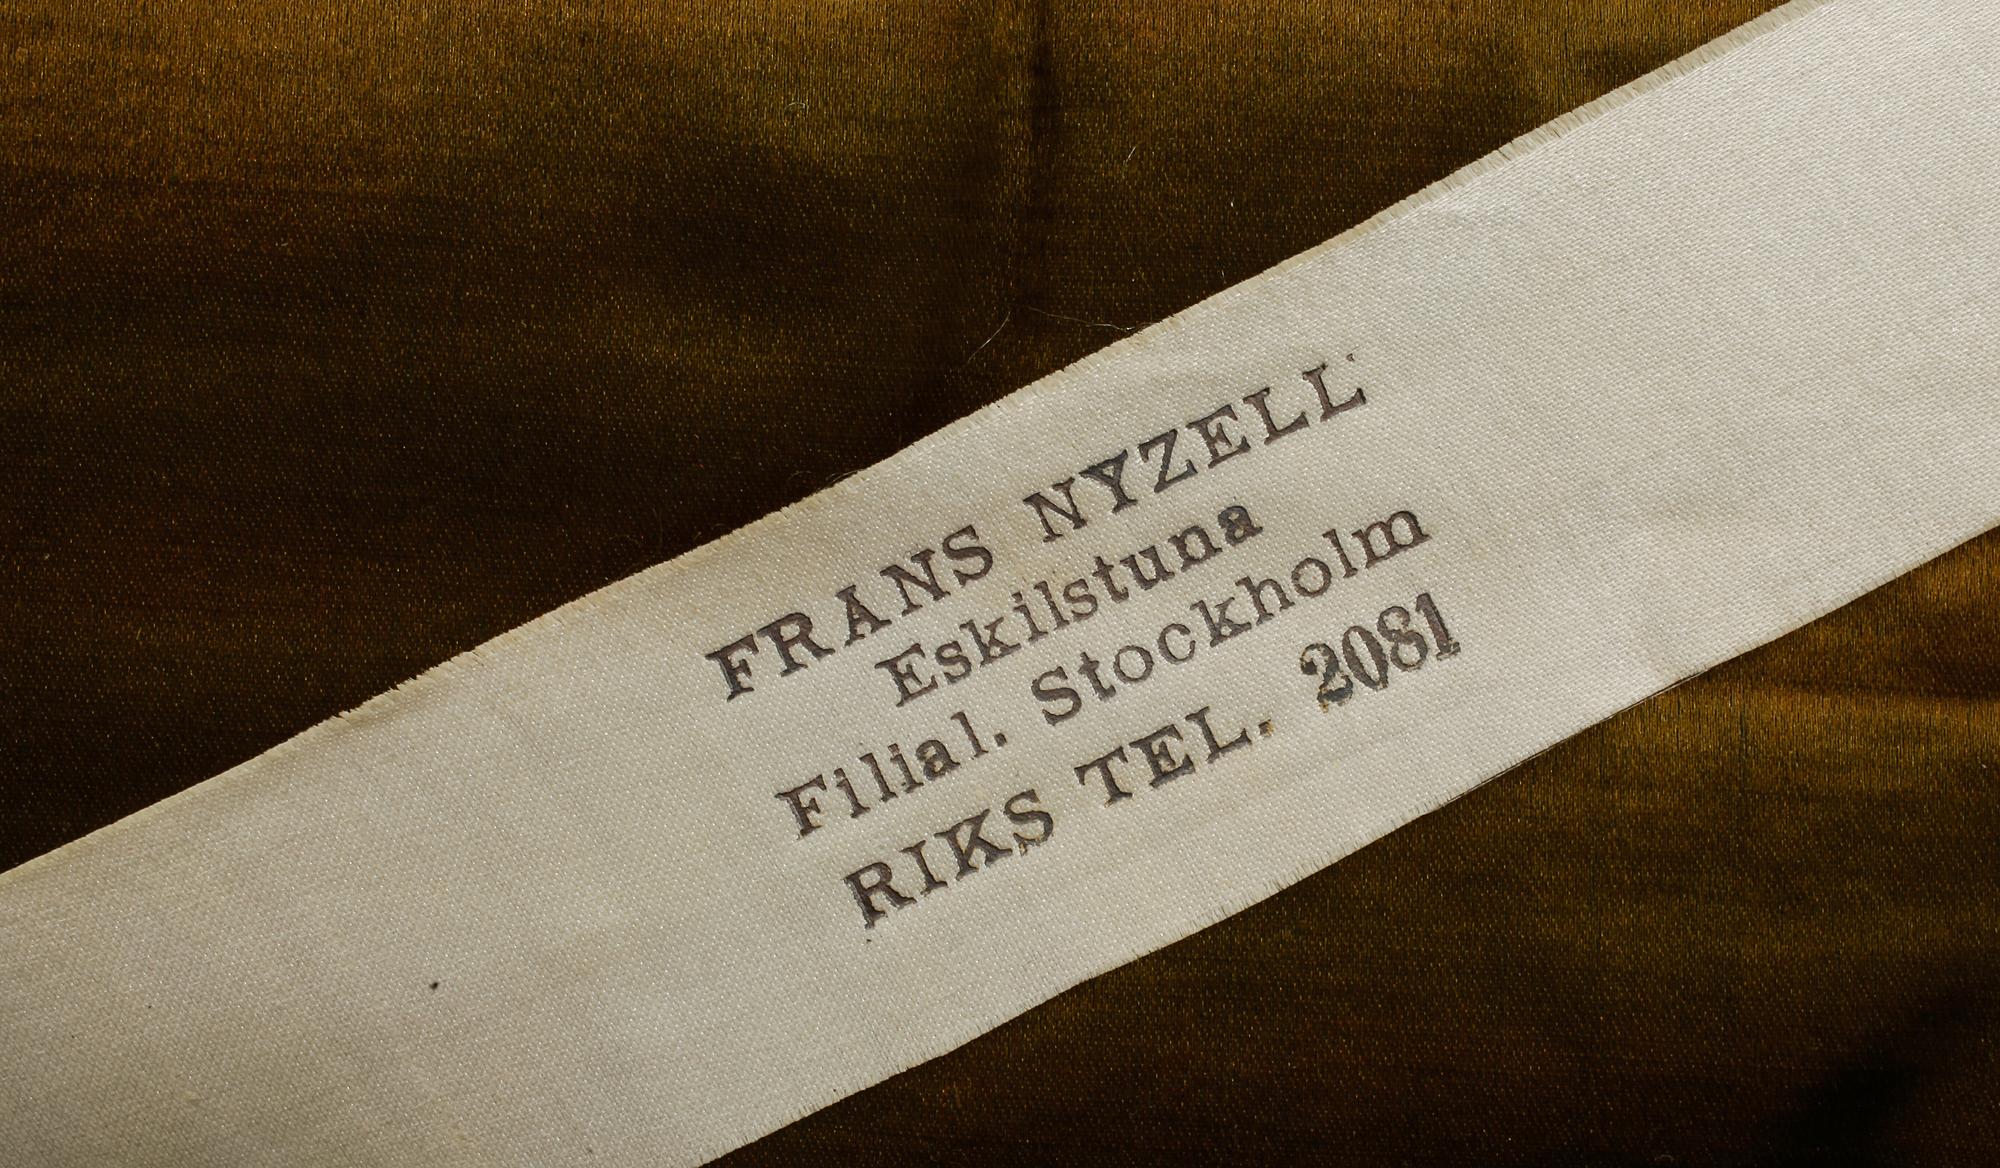 FRANS NYZELL
Eskilstuna
Filial. Stockholm
RIKS TEL. 2081